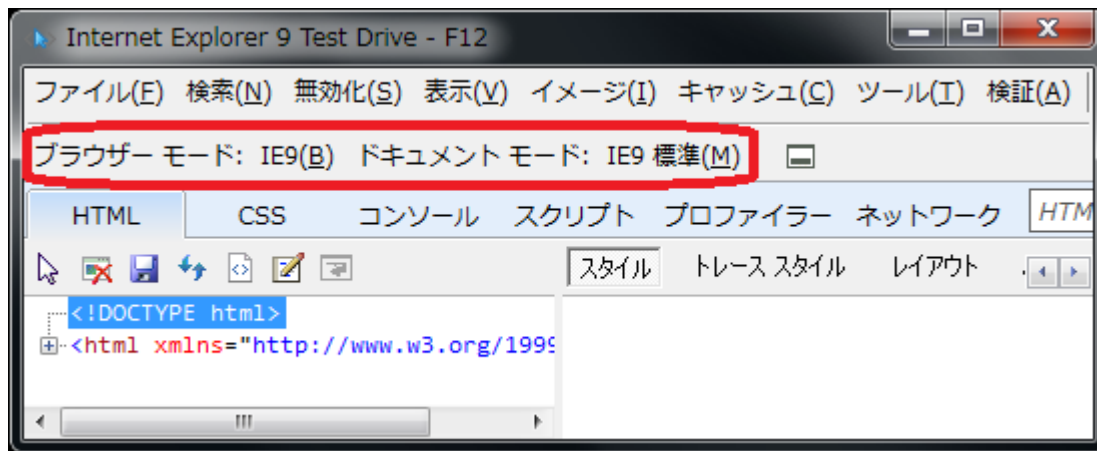 Internet Explorer 9 Test Drive - F12
ファイル(F) 検索(N) 無効化(S) 表示(V) イメージ(I) キャッシュ(C) ツール(T) 検証(A)
ブラウザー モード: IE9(B) ドキュメント モード: IE9 標準(M)
HTML CSS コンソール スクリプト プロファイラー ネットワーク HTM
スタイル トレース スタイル レイアウト
<!DOCTYPE html>
<html xmlns="http://www.w3.org/1999